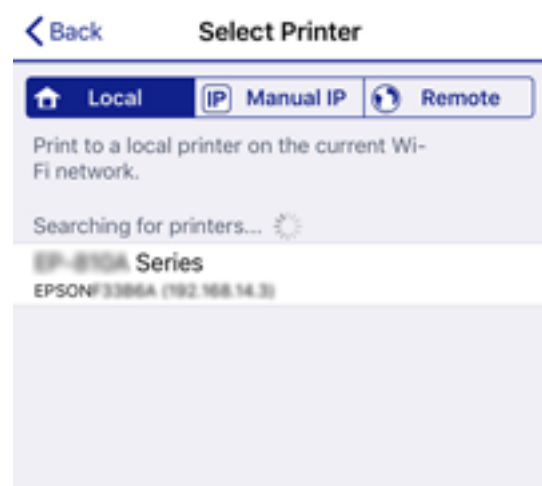 Back
Select Printer
Local
IP Manual IP
Remote
Print to a local printer on the current Wi-
Fi network.
Searching for printers...
Series
EPSON